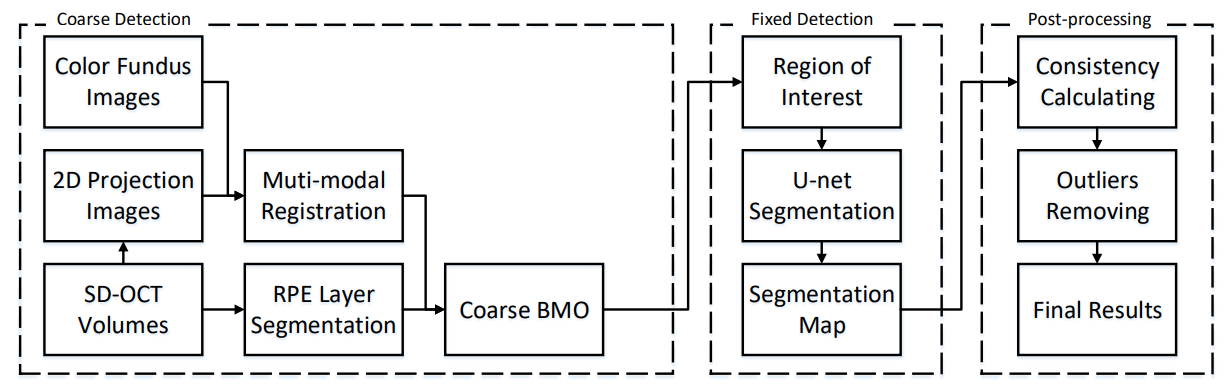 Coarse Detection
Color Fundus
Images
2D Projection
Images
SD-OCT
Volumes
Muti-modal
Registration
RPE Layer
Segmentation
Coarse BMO
Fixed Detection
Region of
Interest
U-net
Segmentation
Segmentation
Map
Post-processing
Consistency
Calculating
Outliers
Removing
Final Results